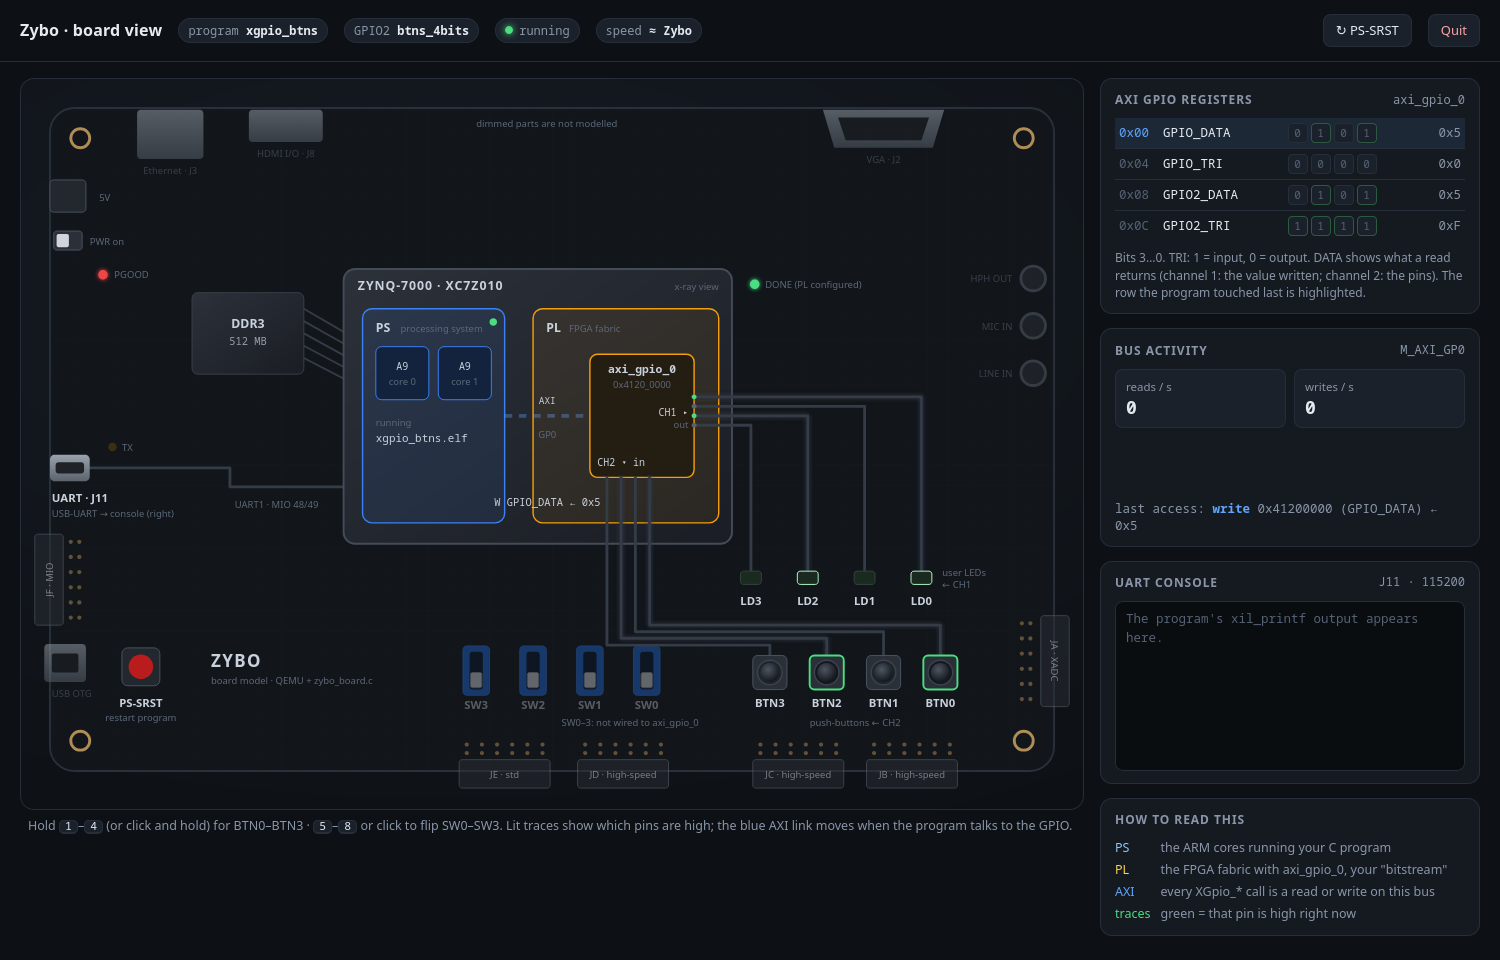 Zybo · board view
program xgpio_btns
GPIO2 btns_4bits
running
speed ≈ Zybo
↻ PS-SRST
Quit
dimmed parts are not modelled
Ethernet · J3
HDMI I/O · J8
VGA · J2
5V
PWR on
PGOOD
DDR3
512 MB
ZYNQ-7000 · XC7Z010
x-ray view
PS processing system
A9
core 0
A9
core 1
running
xgpio_btns.elf
PL FPGA fabric
AXI
GP0
axi_gpio_0
0x4120_0000
CH1 ▸
out
CH2 ▾ in
W GPIO_DATA ← 0x5
DONE (PL configured)
HPH OUT
MIC IN
LINE IN
TX
UART · J11
USB-UART → console (right)
UART1 · MIO 48/49
JF · MIO
USB OTG
PS-SRST
restart program
ZYBO
board model · QEMU + zybo_board.c
LD3
LD2
LD1
LD0
user LEDs
← CH1
SW3
SW2
SW1
SW0
SW0–3: not wired to axi_gpio_0
BTN3
BTN2
BTN1
BTN0
push-buttons ← CH2
JA · XADC
JE · std
JD · high-speed
JC · high-speed
JB · high-speed
Hold 1–4 (or click and hold) for BTN0–BTN3 · 5–8 or click to flip SW0–SW3. Lit traces show which pins are high; the blue AXI link moves when the program talks to the GPIO.
AXI GPIO REGISTERS
axi_gpio_0
0x00 GPIO_DATA 0 1 0 1 0x5
0x04 GPIO_TRI 0 0 0 0 0x0
0x08 GPIO2_DATA 0 1 0 1 0x5
0x0C GPIO2_TRI 1 1 1 1 0xF
Bits 3…0. TRI: 1 = input, 0 = output. DATA shows what a read
returns (channel 1: the value written; channel 2: the pins). The
row the program touched last is highlighted.
BUS ACTIVITY
M_AXI_GP0
reads / s
0
writes / s
0
last access: write 0x41200000 (GPIO_DATA) ←
0x5
UART CONSOLE
J11 · 115200
The program's xil_printf output appears
here.
HOW TO READ THIS
PS the ARM cores running your C program
PL the FPGA fabric with axi_gpio_0, your "bitstream"
AXI every XGpio_* call is a read or write on this bus
traces green = that pin is high right now